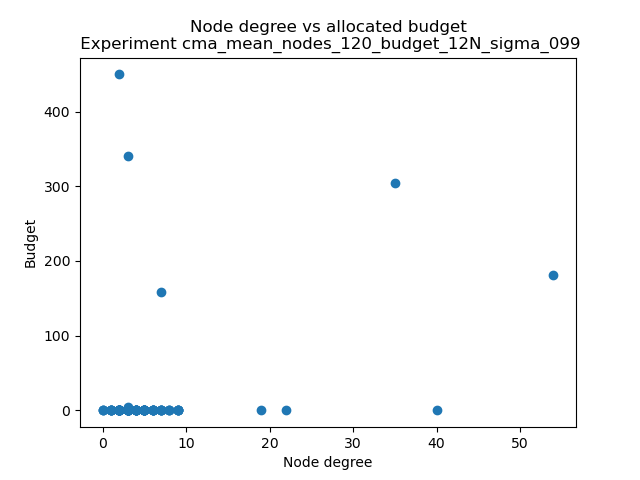 Node degree vs allocated budget
Experiment cma_mean_nodes_120_budget_12N_sigma_099
Budget
400
300
200
100
0
0 10 20 30 40 50
Node degree